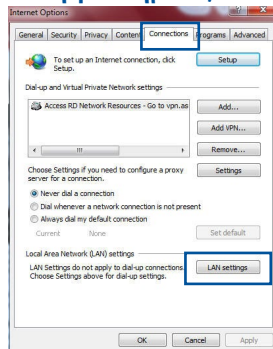 Internet Options
General Security Privacy Content Connections Programs Advanced
To set up an Internet connection, click
Setup.
Setup
Dial-up and Virtual Private Network settings
Access RD Network Resources - Go to vpn.as
Add...
Add VPN...
Remove...
Choose Settings if you need to configure a proxy
server for a connection.
Settings
Never dial a connection
Dial whenever a network connection is not present
Always dial my default connection
Current None
Set default
Local Area Network (LAN) settings
LAN Settings do not apply to dial-up connections.
Choose Settings above for dial-up settings.
LAN settings
OK Cancel Apply